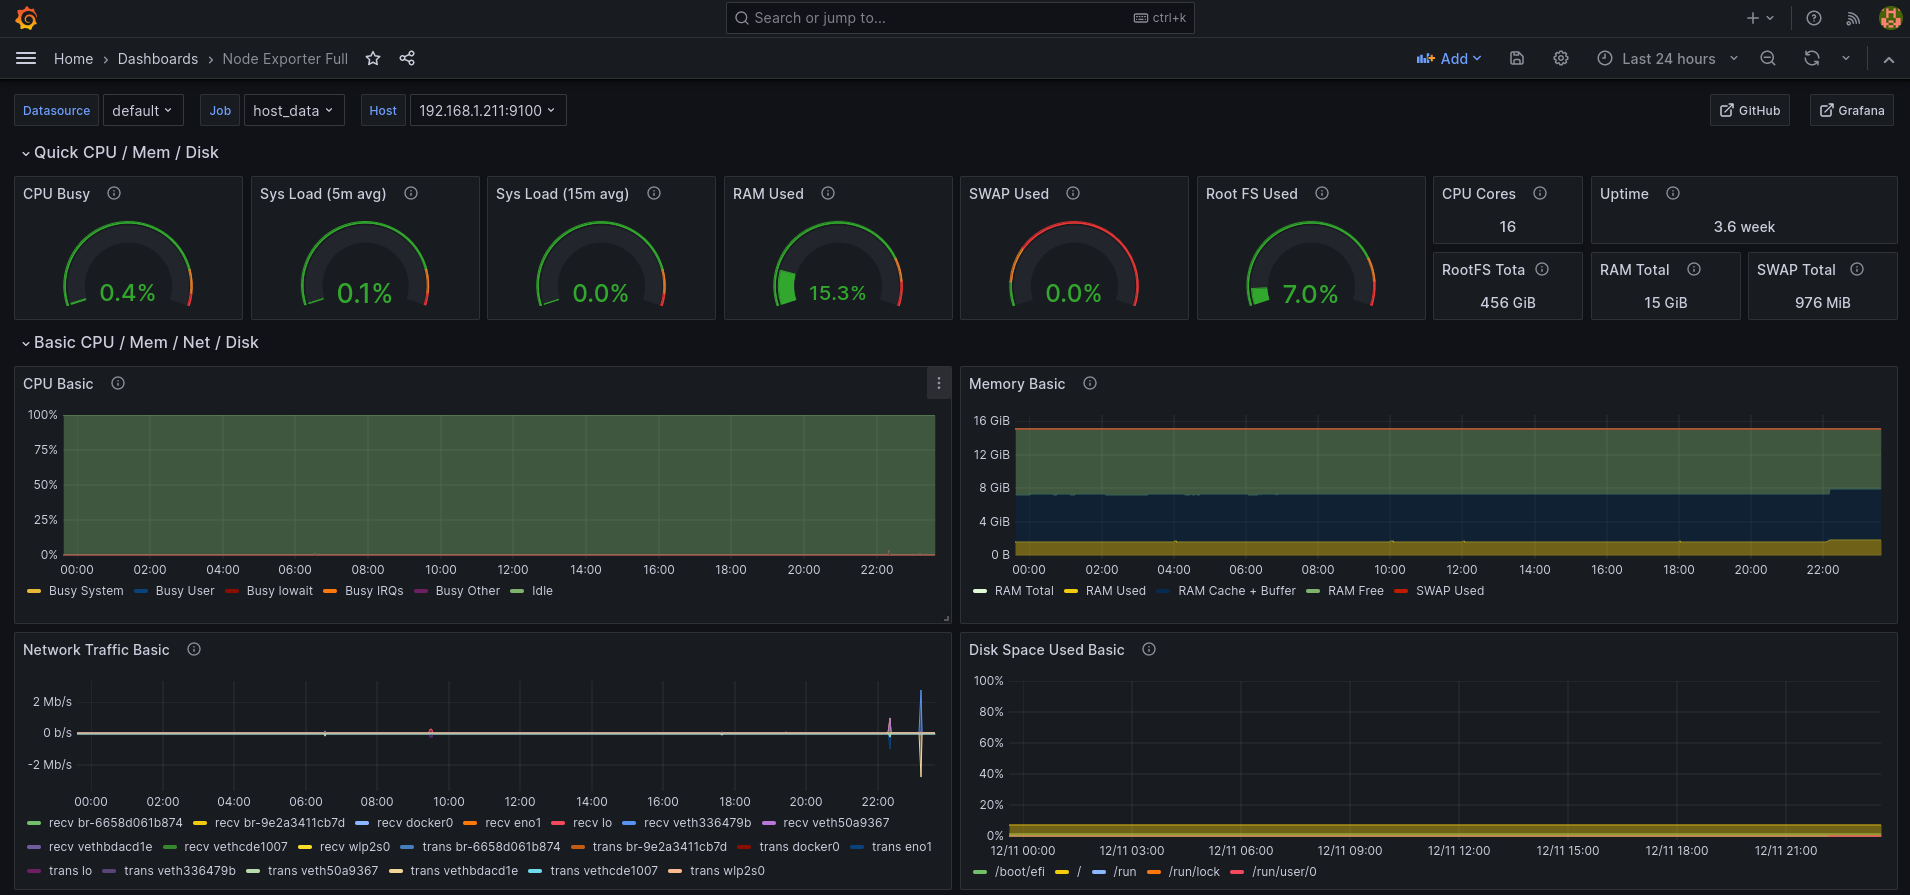 Search or jump to...
ctrl+k
Home › Dashboards › Node Exporter Full
Add
Last 24 hours
Datasource default
Job host_data
Host 192.168.1.211:9100
GitHub
Grafana
Quick CPU / Mem / Disk
CPU Busy
0.4%
Sys Load (5m avg)
0.1%
Sys Load (15m avg)
0.0%
RAM Used
15.3%
SWAP Used
0.0%
Root FS Used
7.0%
CPU Cores
16
Uptime
3.6 week
RootFS Tota
456 GiB
RAM Total
15 GiB
SWAP Total
976 MiB
Basic CPU / Mem / Net / Disk
CPU Basic
100%
75%
50%
25%
0%
00:00 02:00 04:00 06:00 08:00 10:00 12:00 14:00 16:00 18:00 20:00 22:00
Busy System Busy User Busy Iowait Busy IRQs Busy Other Idle
Memory Basic
16 GiB
12 GiB
8 GiB
4 GiB
0 B
00:00 02:00 04:00 06:00 08:00 10:00 12:00 14:00 16:00 18:00 20:00 22:00
RAM Total RAM Used RAM Cache + Buffer RAM Free SWAP Used
Network Traffic Basic
2 Mb/s
0 b/s
-2 Mb/s
00:00 02:00 04:00 06:00 08:00 10:00 12:00 14:00 16:00 18:00 20:00 22:00
recv br-6658d061b874 recv br-9e2a3411cb7d recv docker0 recv eno1 recv lo recv veth336479b recv veth50a9367
recv vethbdacd1e recv vethcde1007 recv wlp2s0 trans br-6658d061b874 trans br-9e2a3411cb7d trans docker0 trans eno1
trans lo trans veth336479b trans veth50a9367 trans vethbdacd1e trans vethcde1007 trans wlp2s0
Disk Space Used Basic
100%
80%
60%
40%
20%
0%
12/11 00:00 12/11 03:00 12/11 06:00 12/11 09:00 12/11 12:00 12/11 15:00 12/11 18:00 12/11 21:00
/boot/efi / /run /run/lock /run/user/0